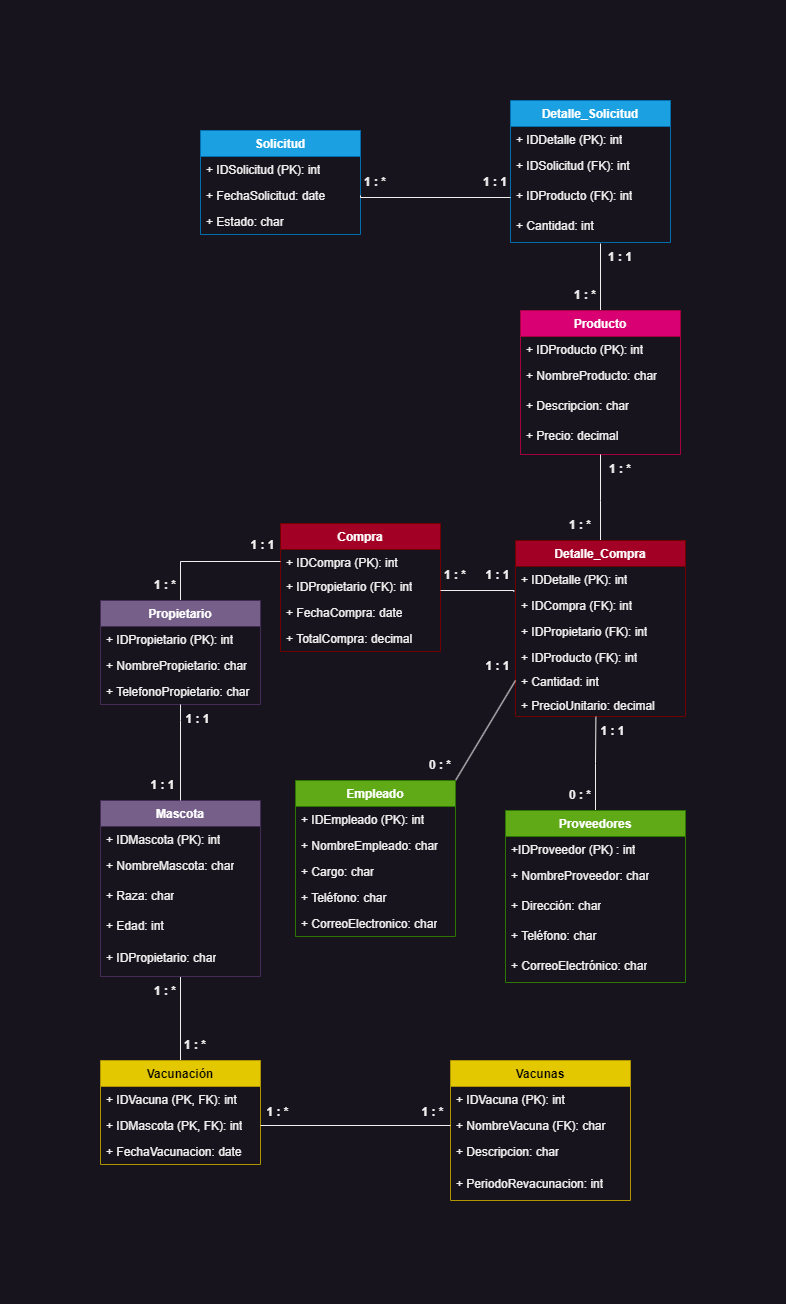 Detalle_Solicitud
+ IDDetalle (PK): int
+ IDSolicitud (FK): int
+ IDProducto (FK): int
+ Cantidad: int
Solicitud
+ IDSolicitud (PK): int
+ FechaSolicitud: date
+ Estado: char
1 : *
1 : 1
1 : 1
1 : *
Producto
+ IDProducto (PK): int
+ NombreProducto: char
+ Descripcion: char
+ Precio: decimal
1 : *
1 : *
Compra
+ IDCompra (PK): int
+ IDPropietario (FK): int
+ FechaCompra: date
+ TotalCompra: decimal
1 : 1
1 : *
1 : *
1 : 1
Detalle_Compra
+ IDDetalle (PK): int
+ IDCompra (FK): int
+ IDPropietario (FK): int
+ IDProducto (FK): int
+ Cantidad: int
+ PrecioUnitario: decimal
Propietario
+ IDPropietario (PK): int
+ NombrePropietario: char
+ TelefonoPropietario: char
1 : 1
1 : 1
1 : 1
0 : *
1 : 1
0 : *
Mascota
+ IDMascota (PK): int
+ NombreMascota: char
+ Raza: char
+ Edad: int
+ IDPropietario: char
Empleado
+ IDEmpleado (PK): int
+ NombreEmpleado: char
+ Cargo: char
+ Teléfono: char
+ CorreoElectronico: char
Proveedores
+IDProveedor (PK) : int
+ NombreProveedor: char
+ Dirección: char
+ Teléfono: char
+ CorreoElectrónico: char
1 : *
1 : *
Vacunación
+ IDVacuna (PK, FK): int
+ IDMascota (PK, FK): int
+ FechaVacunacion: date
1 : *
1 : *
Vacunas
+ IDVacuna (PK): int
+ NombreVacuna (FK): char
+ Descripcion: char
+ PeriodoRevacunacion: int